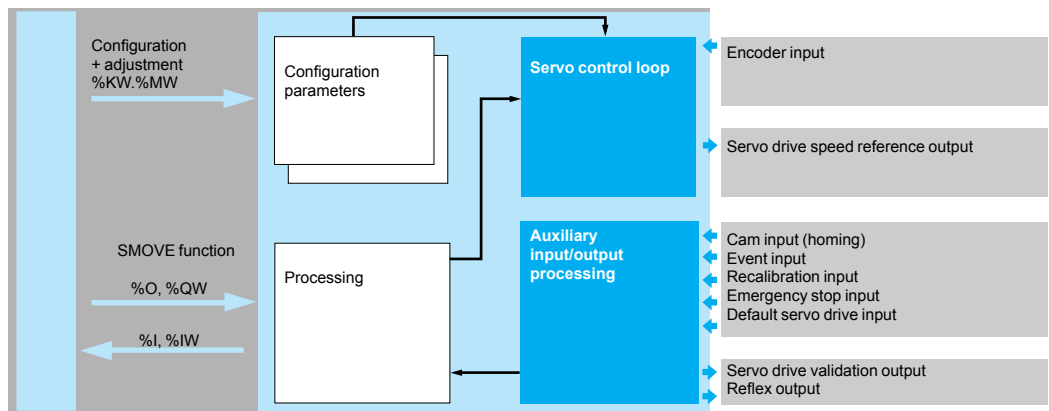 Configuration
+ adjustment
%KW.%MW
Configuration
parameters
Servo control loop
Encoder input
Servo drive speed reference output
SMOVE function
%O, %QW
%I, %IW
Processing
Auxiliary
input/output
processing
Cam input (homing)
Event input
Recalibration input
Emergency stop input
Default servo drive input
Servo drive validation output
Reflex output